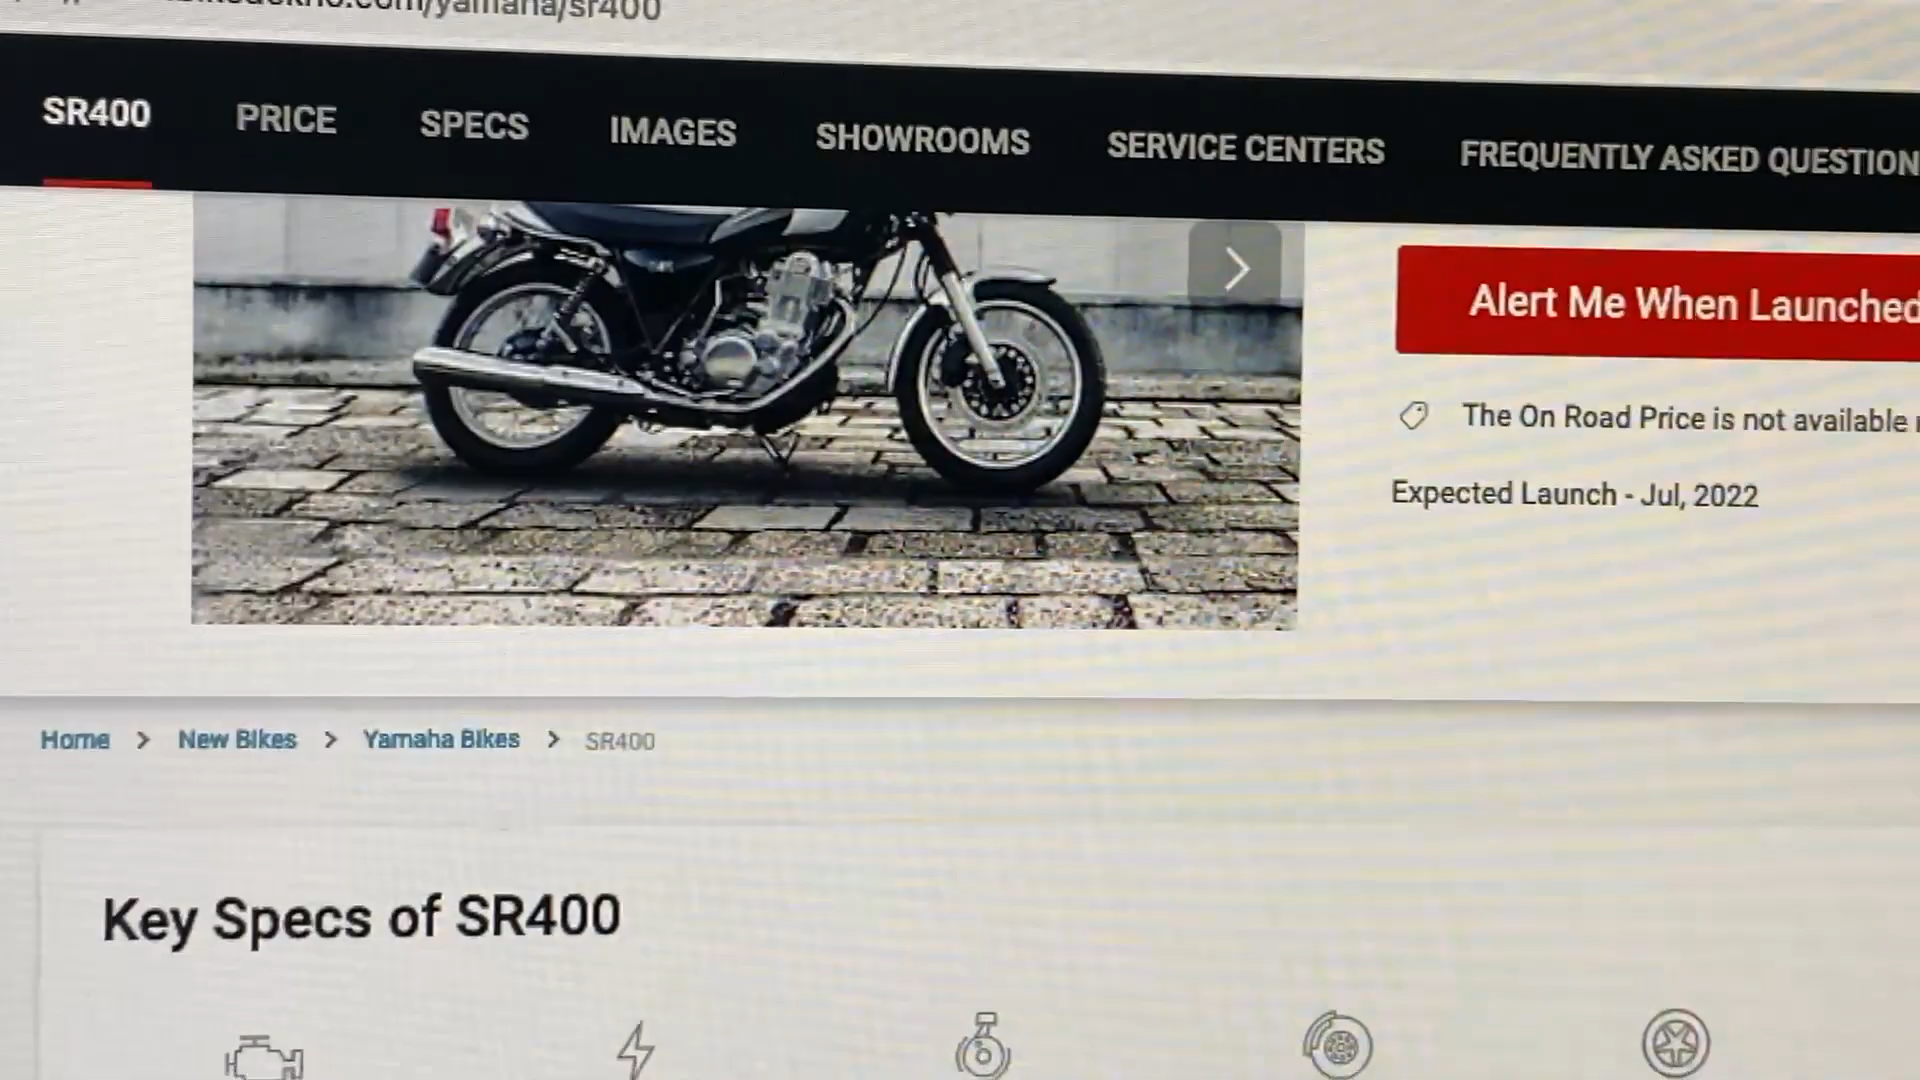 /yamaha/sr400
SR400 PRICE SPECS IMAGES SHOWROOMS SERVICE CENTERS FREQUENTLY ASKED QUESTION
Alert Me When Launched
The On Road Price is not available
Expected Launch - Jul, 2022
Home > New Bikes > Yamaha Bikes > SR400
Key Specs of SR400